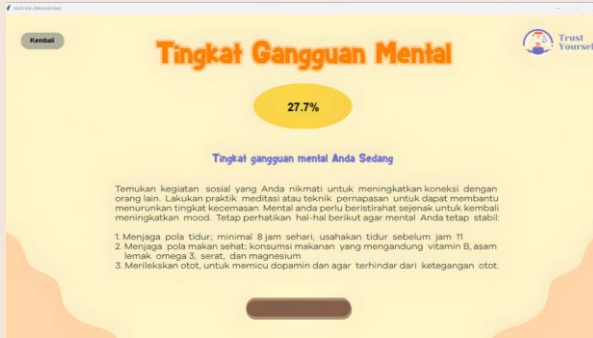 Hasil dan Rekomendasi
Kembali
Tingkat Gangguan Mental
Trust
Yourself
27.7%
Tingkat gangguan mental Anda Sedang
Temukan kegiatan sosial yang Anda nikmati untuk meningkatkan koneksi dengan
orang lain. Lakukan praktik meditasi atau teknik pernapasan untuk dapat membantu
menurunkan tingkat kecemasan. Mental anda perlu beristirahat sejenak untuk kembali
meningkatkan mood. Tetap perhatikan hal-hal berikut agar mental Anda tetap stabil:
1. Menjaga pola tidur; minimal 8 jam sehari, usahakan tidur sebelum jam 11
2. Menjaga pola makan sehat; konsumsi makanan yang mengandung vitamin B, asam
lemak omega 3, serat, dan magnesium
3. Merilekskan otot, untuk memicu dopamin dan agar terhindar dari ketegangan otot.